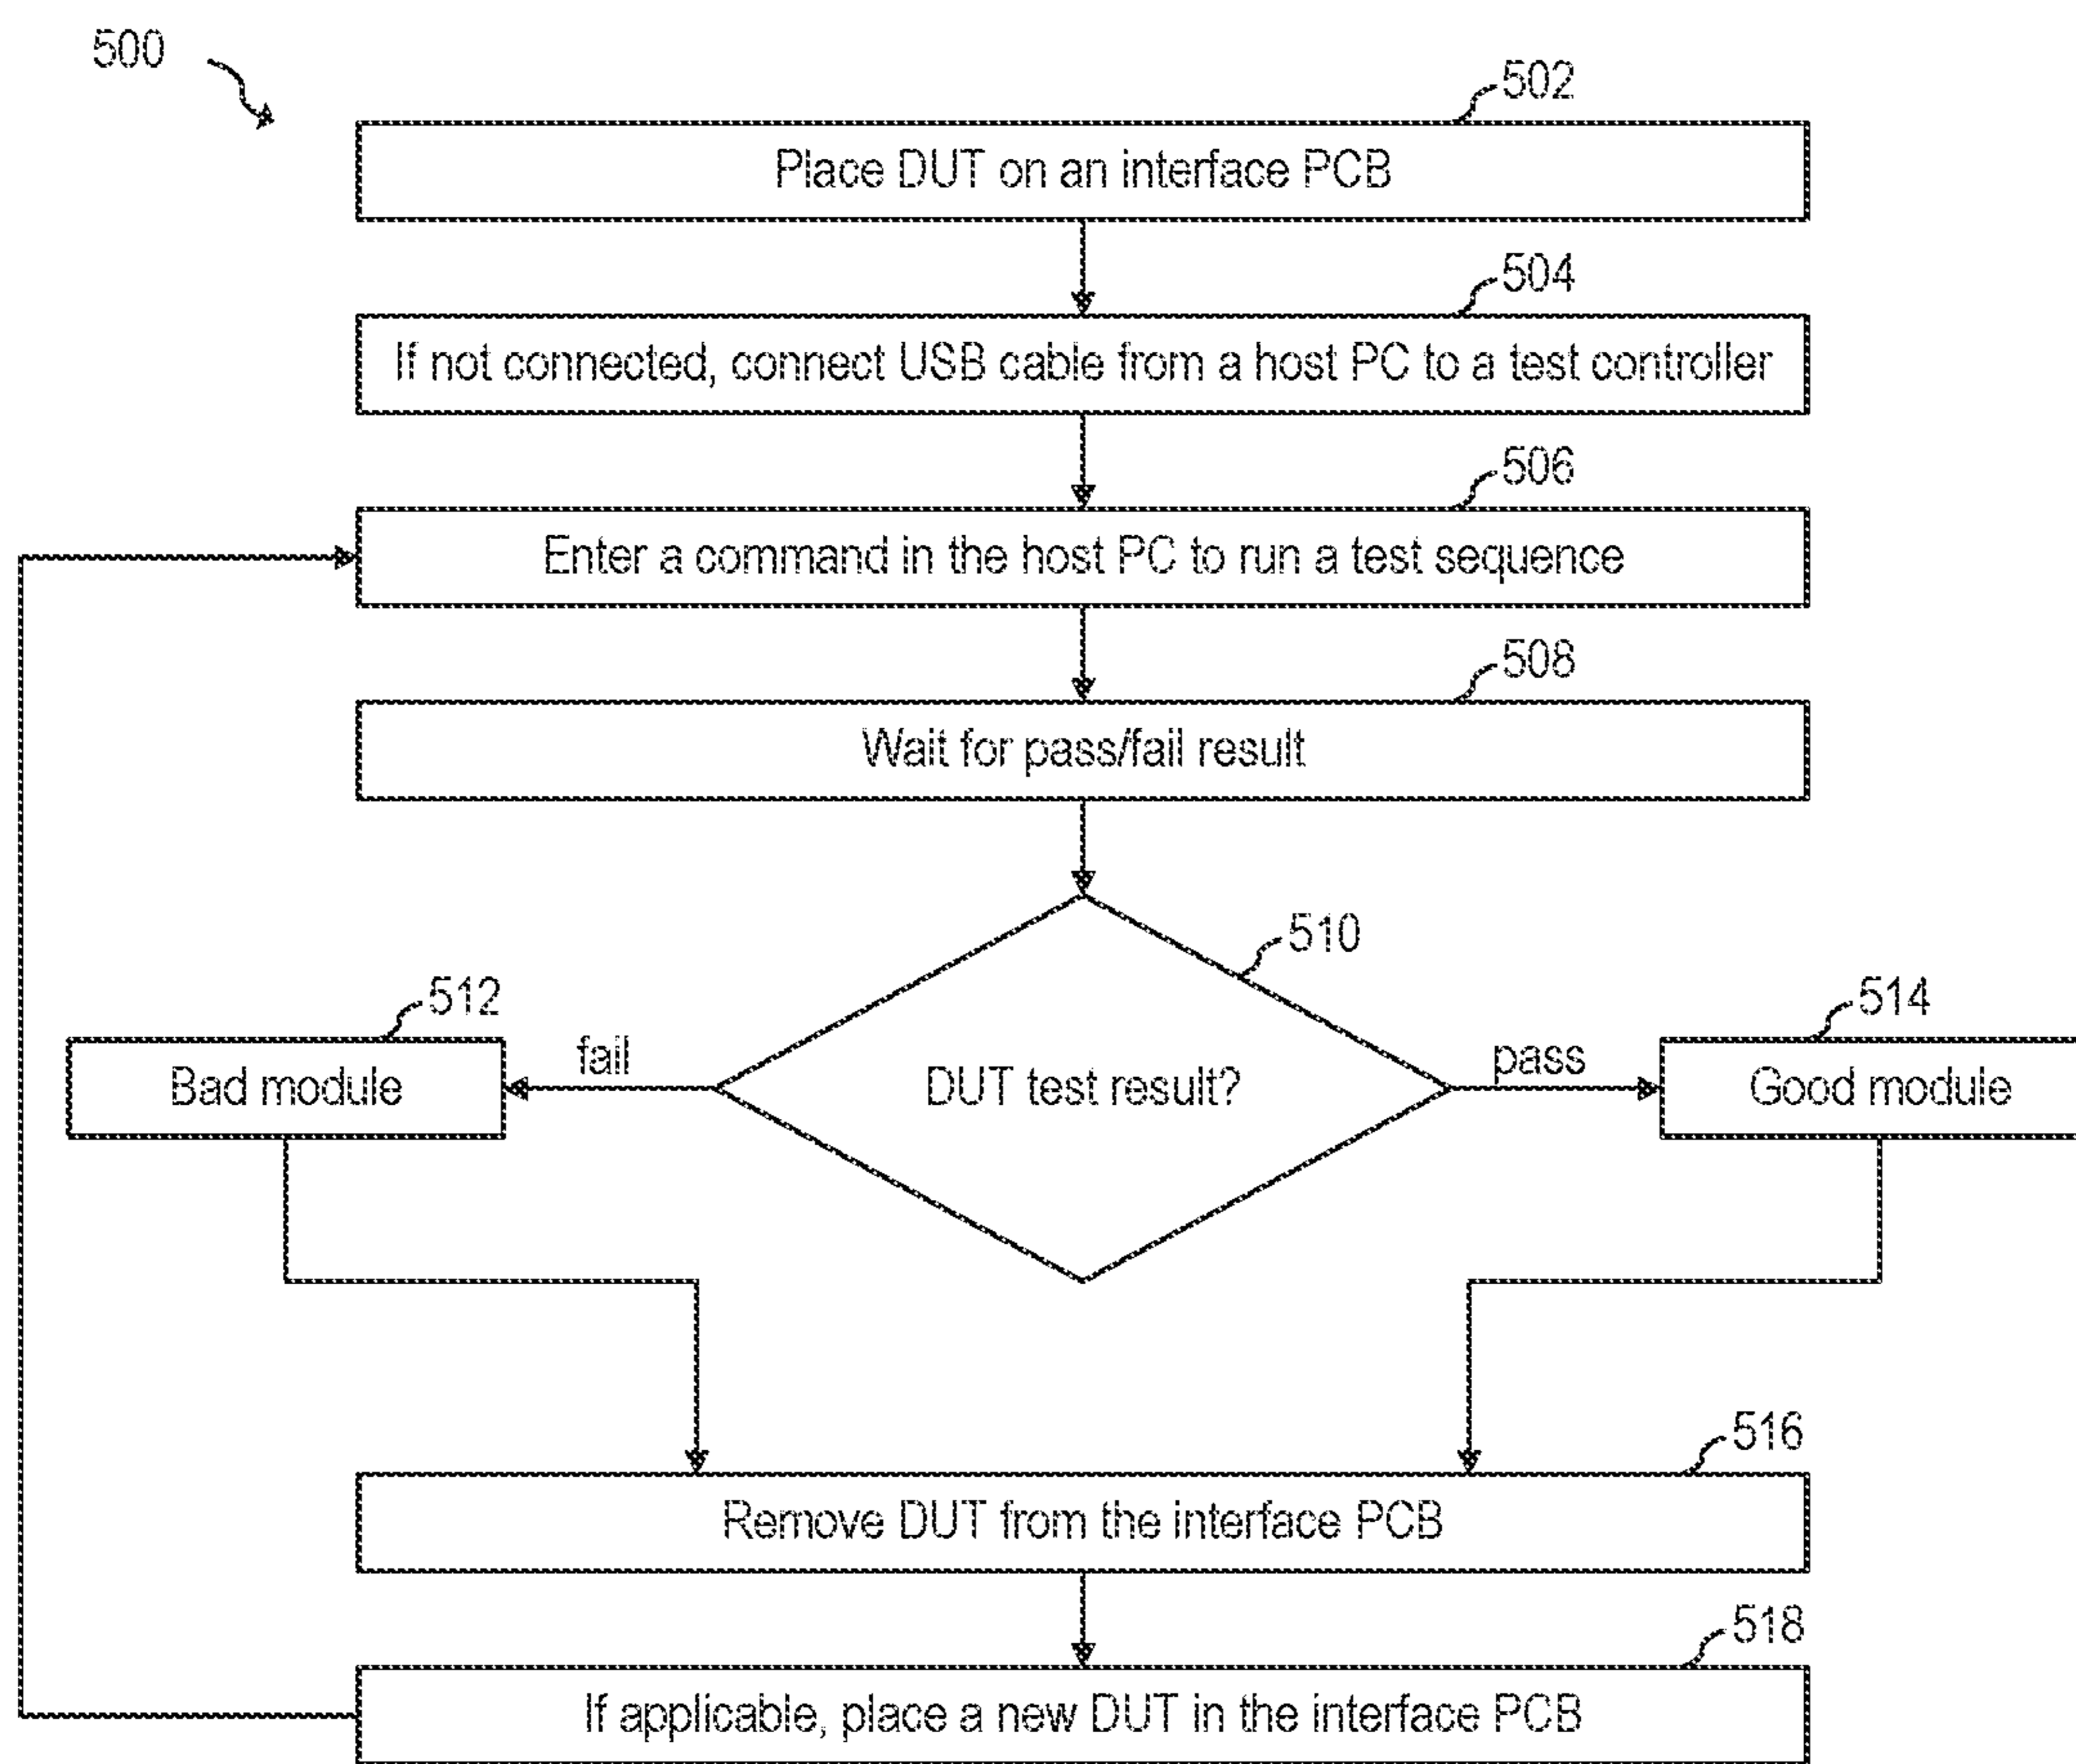 500
502
Place DUT on an interface PCB
504
If not connected, connect USB cable from a host PC to a test controller
506
Enter a command in the host PC to run a test sequence
508
Wait for pass/fail result
510
512
514
fail
pass
Bad module
DUT test result?
Good module
516
Remove DUT from the interface PCB
518
If applicable, place a new DUT in the interface PCB